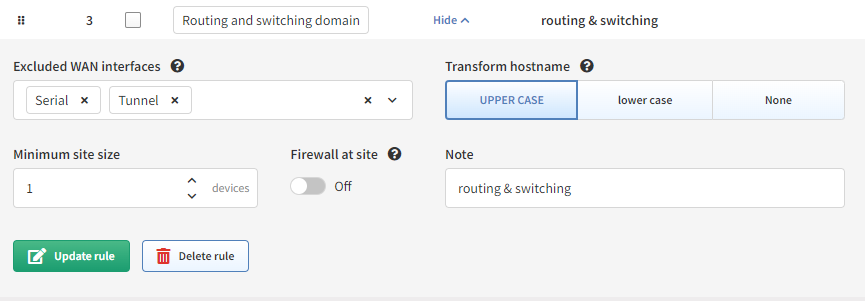 3 Routing and switching domain Hide routing & switching
Excluded WAN interfaces ? Transform hostname ?
Serial × Tunnel × × UPPER CASE lower case None
Minimum site size Firewall at site ? Note
1 devices Off routing & switching
Update rule Delete rule